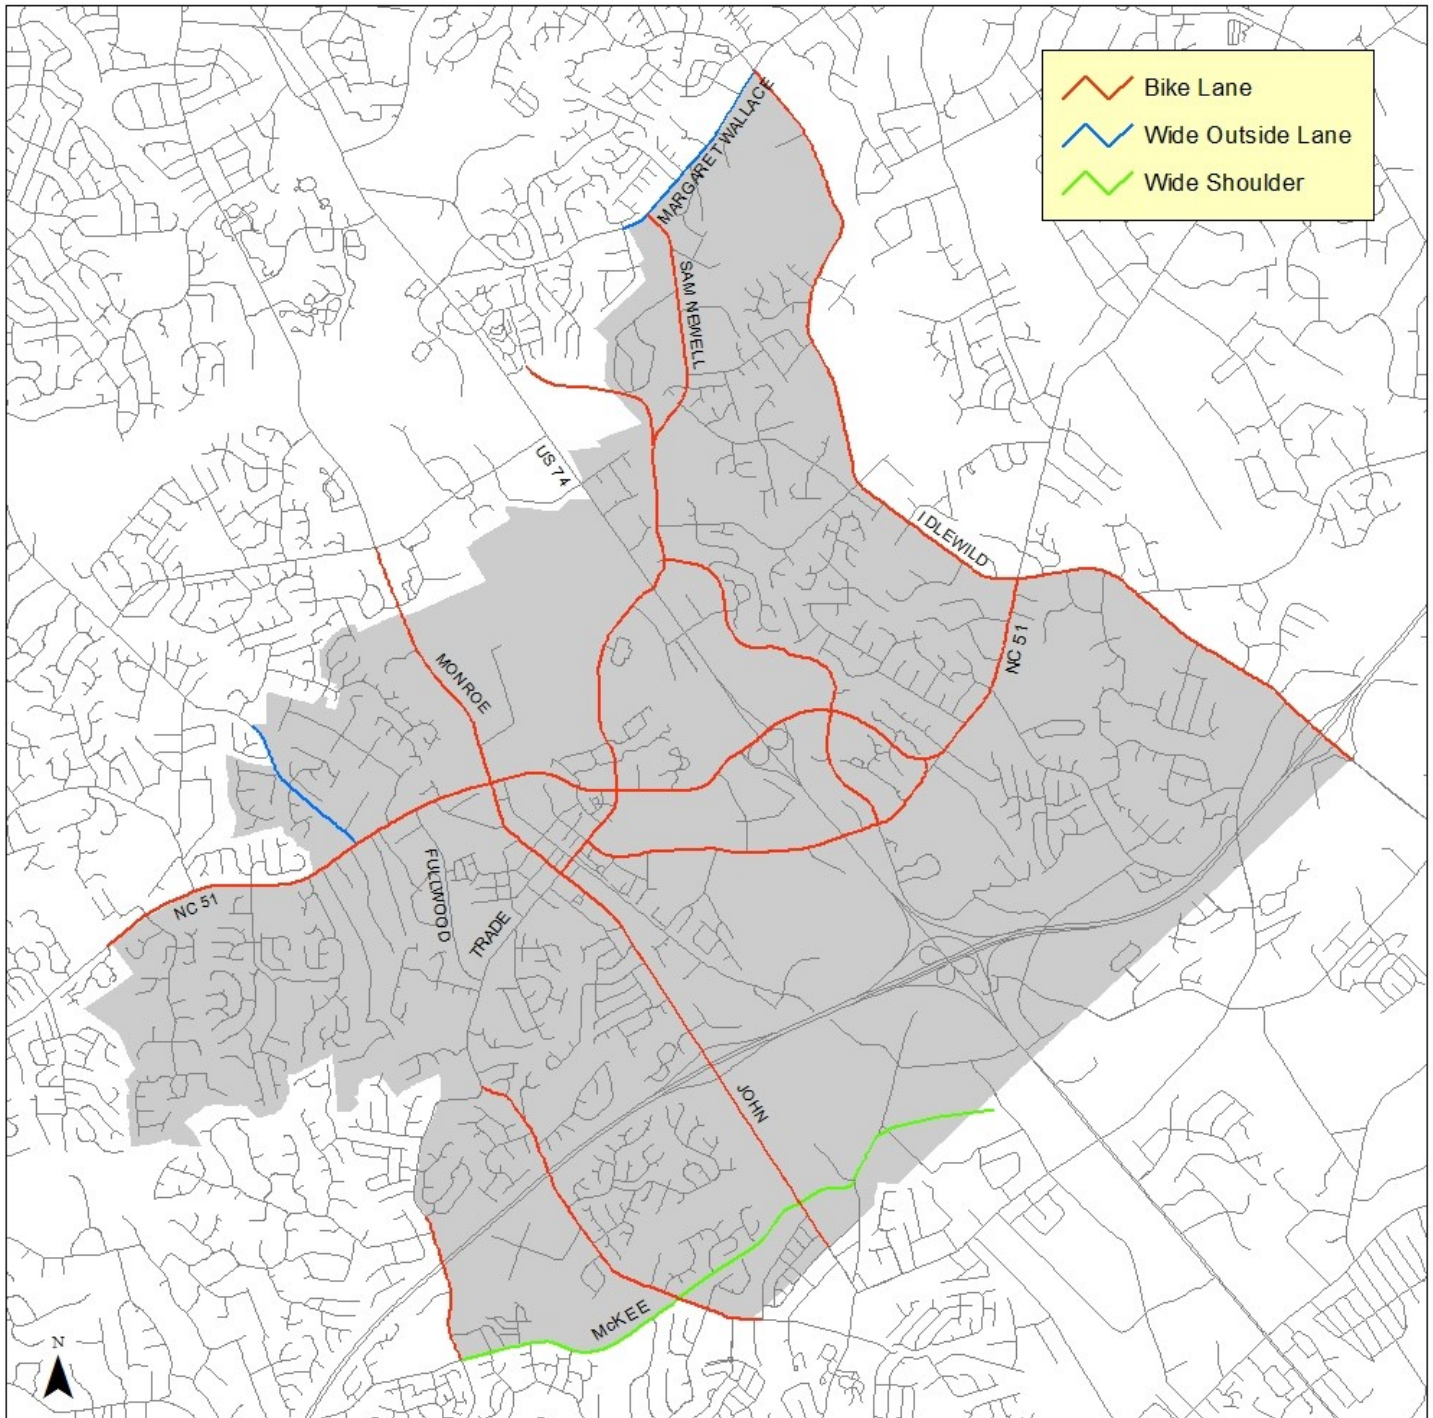 Bike Lane
Wide Outside Lane
Wide Shoulder
MARGARET WALLACE
SAM NEWELL
US 74
IDLEWILD
NC 51
MONROE
FULLWOOD
NC 51
TRADE
JOHN
McKEE
N